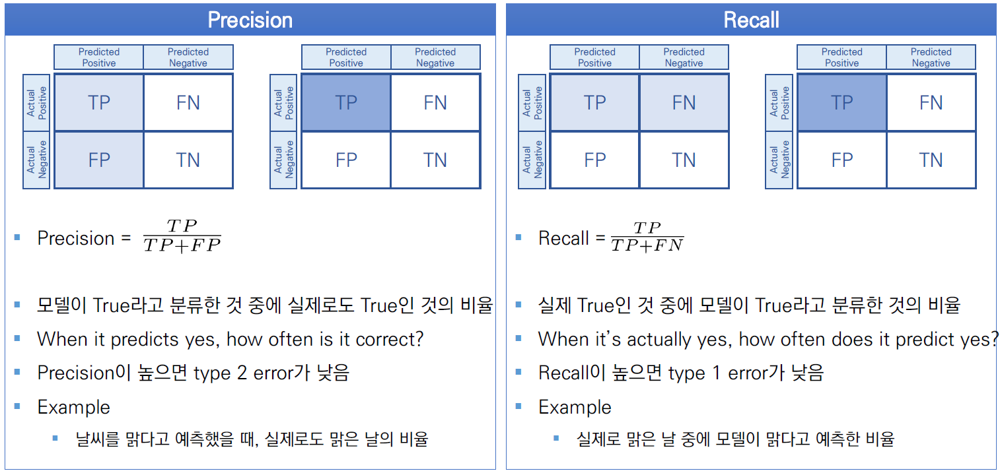 Precision
Predicted Positive
Predicted Negative
Actual Positive
TP
FN
Actual Negative
FP
TN
Predicted Positive
Predicted Negative
Actual Positive
TP
FN
Actual Negative
FP
TN
Precision = TP / TP+FP
모델이 True라고 분류한 것 중에 실제로도 True인 것의 비율
When it predicts yes, how often is it correct?
Precision이 높으면 type 2 error가 낮음
Example
날씨를 맑다고 예측했을 때, 실제로도 맑은 날의 비율
Recall
Predicted Positive
Predicted Negative
Actual Positive
TP
FN
Actual Negative
FP
TN
Predicted Positive
Predicted Negative
Actual Positive
TP
FN
Actual Negative
FP
TN
Recall = TP / TP+FN
실제 True인 것 중에 모델이 True라고 분류한 것의 비율
When it's actually yes, how often does it predict yes?
Recall이 높으면 type 1 error가 낮음
Example
실제로 맑은 날 중에 모델이 맑다고 예측한 비율